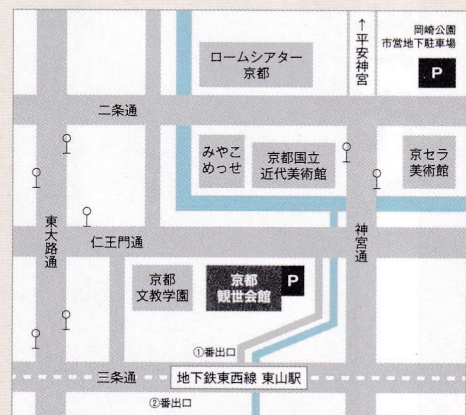 ↑平安神宮
岡崎公園
市営地下駐車場
P
ロームシアター
京都
二条通
みやこ
めっせ
京都国立
近代美術館
京セラ
美術館
東大路通
仁王門通
神宮通
京都
文教学園
京都
観世会館
P
①番出口
三条通
地下鉄東西線 東山駅
②番出口